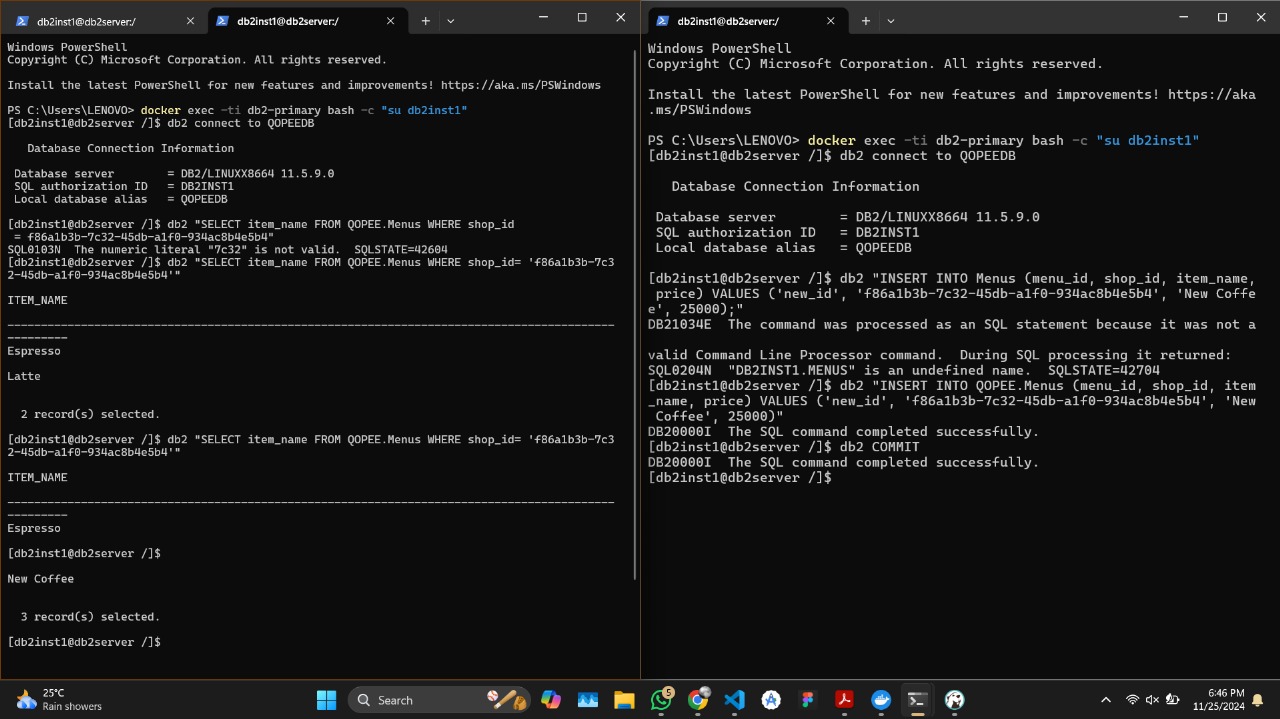 db2inst1@db2server:/
db2inst1@db2server:/
Windows PowerShell
Copyright (C) Microsoft Corporation. All rights reserved.
Install the latest PowerShell for new features and improvements! https://aka.ms/PSWindows
PS C:\Users\LENOVO> docker exec -ti db2-primary bash -c "su db2inst1"
[db2inst1@db2server /]$ db2 connect to QOPEEDB
Database Connection Information
Database server = DB2/LINUXX8664 11.5.9.0
SQL authorization ID = DB2INST1
Local database alias = QOPEEDB
[db2inst1@db2server /]$ db2 "SELECT item_name FROM QOPEE.Menus WHERE shop_id
= f86a1b3b-7c32-45db-a1f0-934ac8b4e5b4"
SQL0103N The numeric literal "7c32" is not valid. SQLSTATE=42604
[db2inst1@db2server /]$ db2 "SELECT item_name FROM QOPEE.Menus WHERE shop_id= 'f86a1b3b-7c3
2-45db-a1f0-934ac8b4e5b4'"
ITEM_NAME
-------------------------------------------------------------------------------------------
---------
Espresso
Latte
2 record(s) selected.
[db2inst1@db2server /]$ db2 "SELECT item_name FROM QOPEE.Menus WHERE shop_id= 'f86a1b3b-7c3
2-45db-a1f0-934ac8b4e5b4'"
ITEM_NAME
-------------------------------------------------------------------------------------------
---------
Espresso
[db2inst1@db2server /]$
New Coffee
3 record(s) selected.
[db2inst1@db2server /]$
db2inst1@db2server:/
Windows PowerShell
Copyright (C) Microsoft Corporation. All rights reserved.
Install the latest PowerShell for new features and improvements! https://aka
.ms/PSWindows
PS C:\Users\LENOVO> docker exec -ti db2-primary bash -c "su db2inst1"
[db2inst1@db2server /]$ db2 connect to QOPEEDB
Database Connection Information
Database server = DB2/LINUXX8664 11.5.9.0
SQL authorization ID = DB2INST1
Local database alias = QOPEEDB
[db2inst1@db2server /]$ db2 "INSERT INTO Menus (menu_id, shop_id, item_name,
price) VALUES ('new_id', 'f86a1b3b-7c32-45db-a1f0-934ac8b4e5b4', 'New Coffe
e', 25000);"
DB21034E The command was processed as an SQL statement because it was not a
valid Command Line Processor command. During SQL processing it returned:
SQL0204N "DB2INST1.MENUS" is an undefined name. SQLSTATE=42704
[db2inst1@db2server /]$ db2 "INSERT INTO QOPEE.Menus (menu_id, shop_id, item
_name, price) VALUES ('new_id', 'f86a1b3b-7c32-45db-a1f0-934ac8b4e5b4', 'New
Coffee', 25000)"
DB20000I The SQL command completed successfully.
[db2inst1@db2server /]$ db2 COMMIT
DB20000I The SQL command completed successfully.
[db2inst1@db2server /]$
25°C
Rain showers
Search
5
6:46 PM
11/25/2024